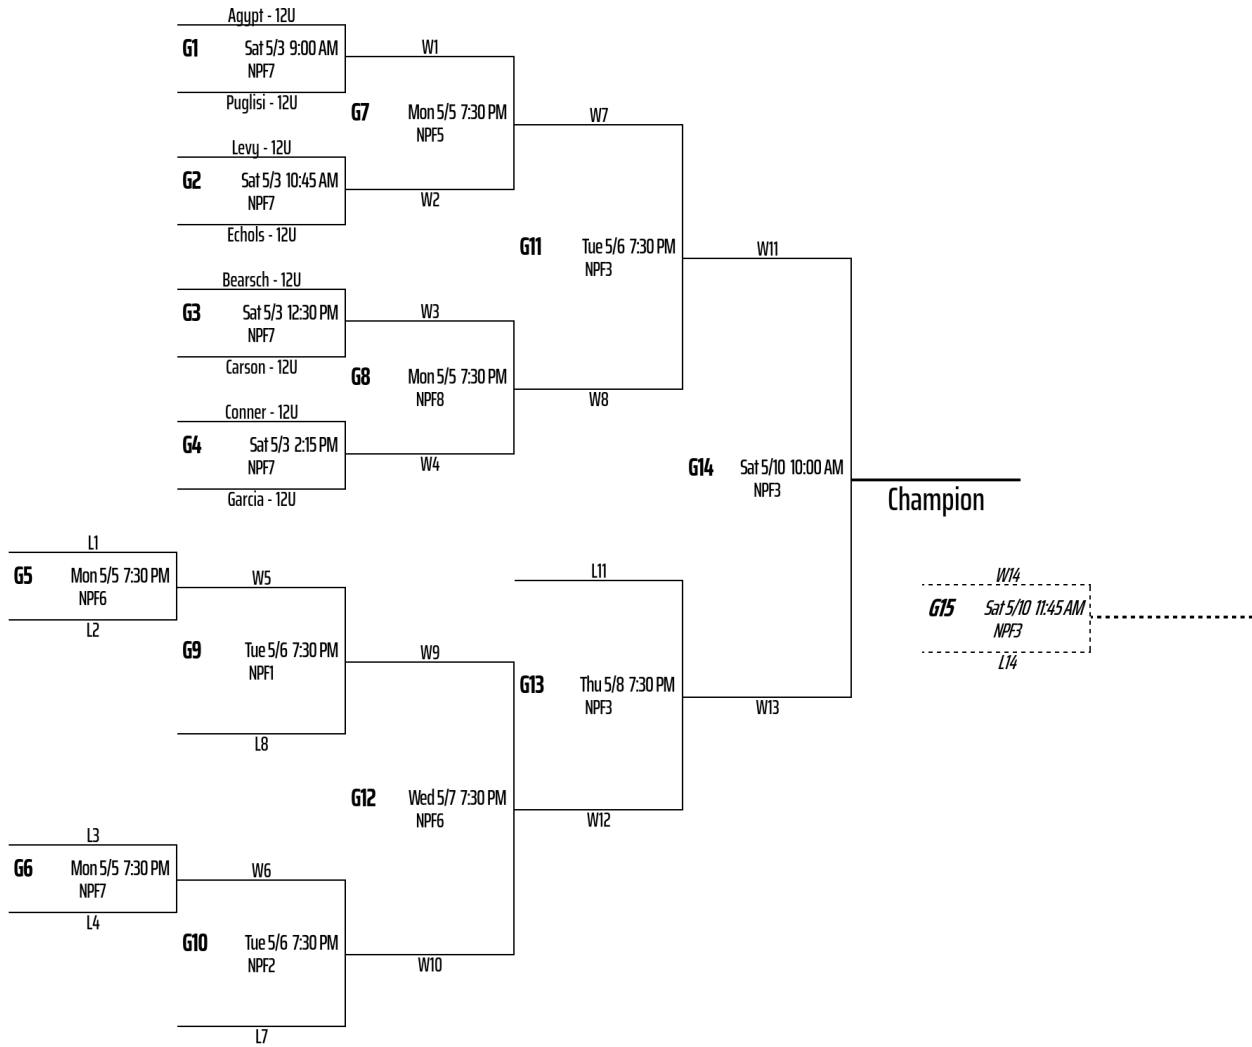 Agypt - 12U
G1 Sat 5/3 9:00 AM
NPF7
Puglisi - 12U
W1
G7 Mon 5/5 7:30 PM
NPF5
Levy - 12U
G2 Sat 5/3 10:45 AM
NPF7
Echols - 12U
W2
W7
G11 Tue 5/6 7:30 PM
NPF3
Bearsch - 12U
G3 Sat 5/3 12:30 PM
NPF7
Carson - 12U
W3
G8 Mon 5/5 7:30 PM
NPF8
Conner - 12U
G4 Sat 5/3 2:15 PM
NPF7
Garcia - 12U
W4
W8
W11
G14 Sat 5/10 10:00 AM
NPF3
Champion
L1
G5 Mon 5/5 7:30 PM
NPF6
L2
W5
G9 Tue 5/6 7:30 PM
NPF1
L8
W9
L11
G13 Thu 5/8 7:30 PM
NPF3
W13
W14
G15 Sat 5/10 11:45 AM
NPF3
L14
G12 Wed 5/7 7:30 PM
NPF6
W12
L3
G6 Mon 5/5 7:30 PM
NPF7
L4
W6
G10 Tue 5/6 7:30 PM
NPF2
L7
W10